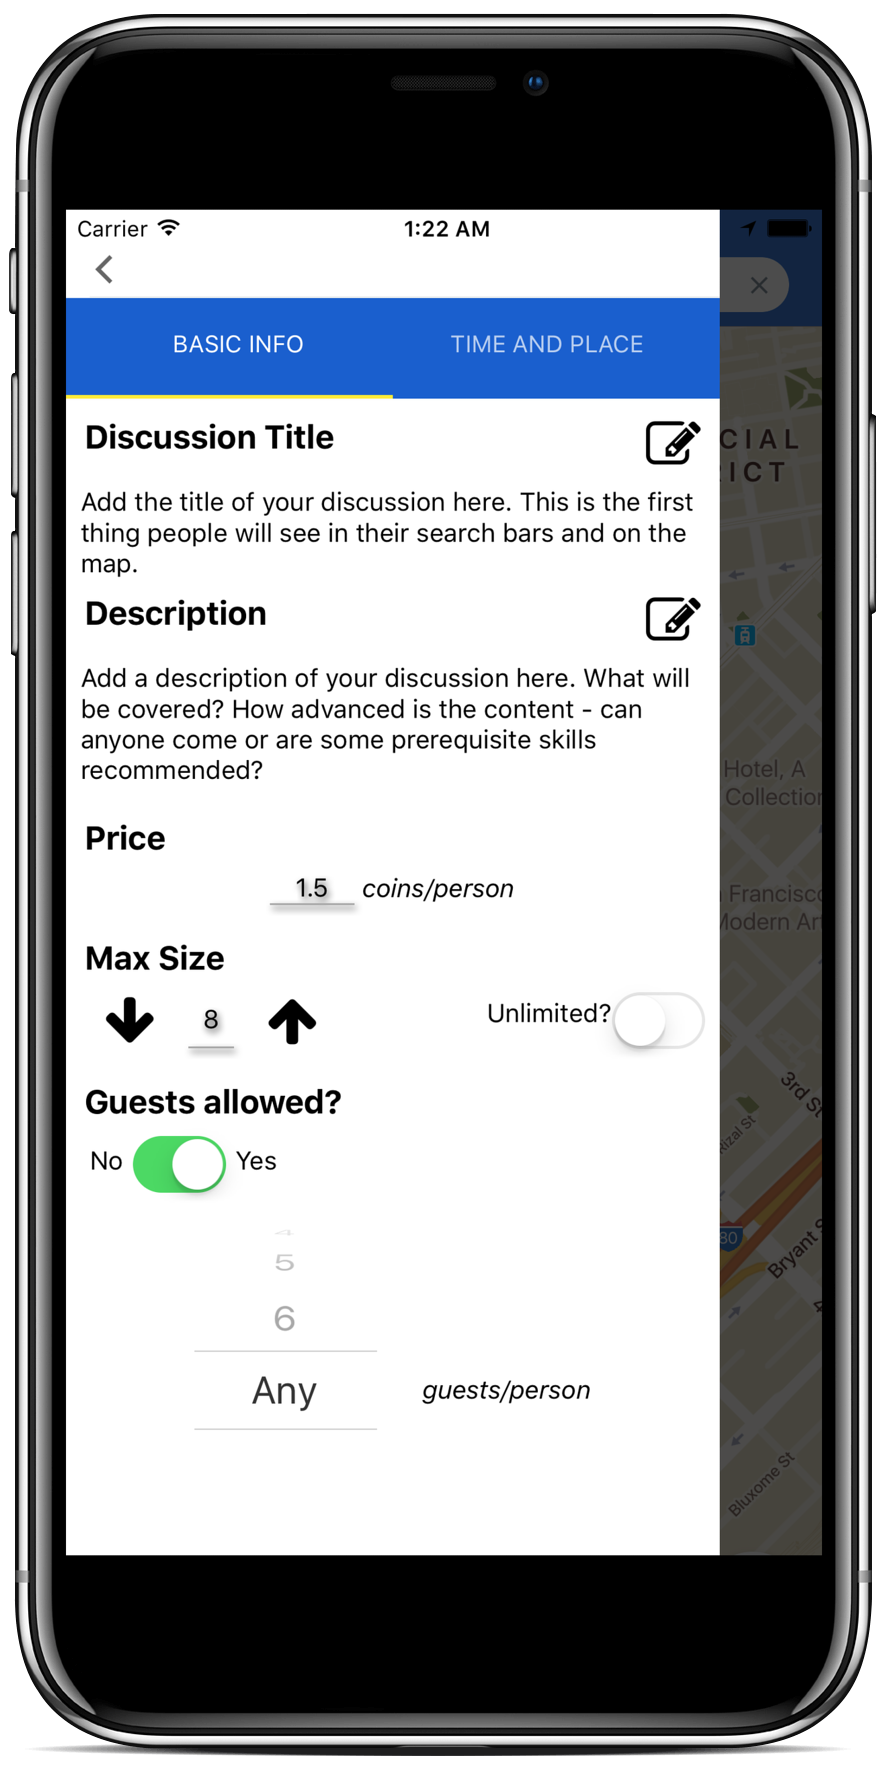 Carrier 1:22 AM
BASIC INFO TIME AND PLACE
Discussion Title
CIAL
ICT
Add the title of your discussion here. This is the first
thing people will see in their search bars and on the
map.
Description
Add a description of your discussion here. What will
be covered? How advanced is the content - can
anyone come or are some prerequisite skills
recommended?
Hotel, A
Collection
Price
1.5 coins/person
Francisco
Modern Art
Max Size
8 Unlimited?
Guests allowed?
3rd St
Rizal St
No Yes
4
5
80
Bryant S
6
4
Any guests/person
Bluxome St